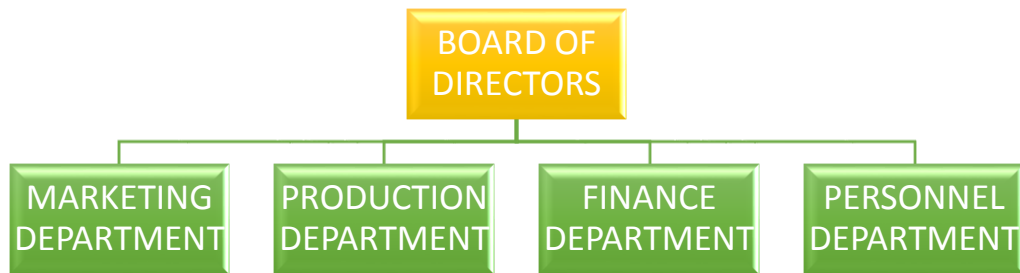 BOARD OF
DIRECTORS
MARKETING
DEPARTMENT
PRODUCTION
DEPARTMENT
FINANCE
DEPARTMENT
PERSONNEL
DEPARTMENT